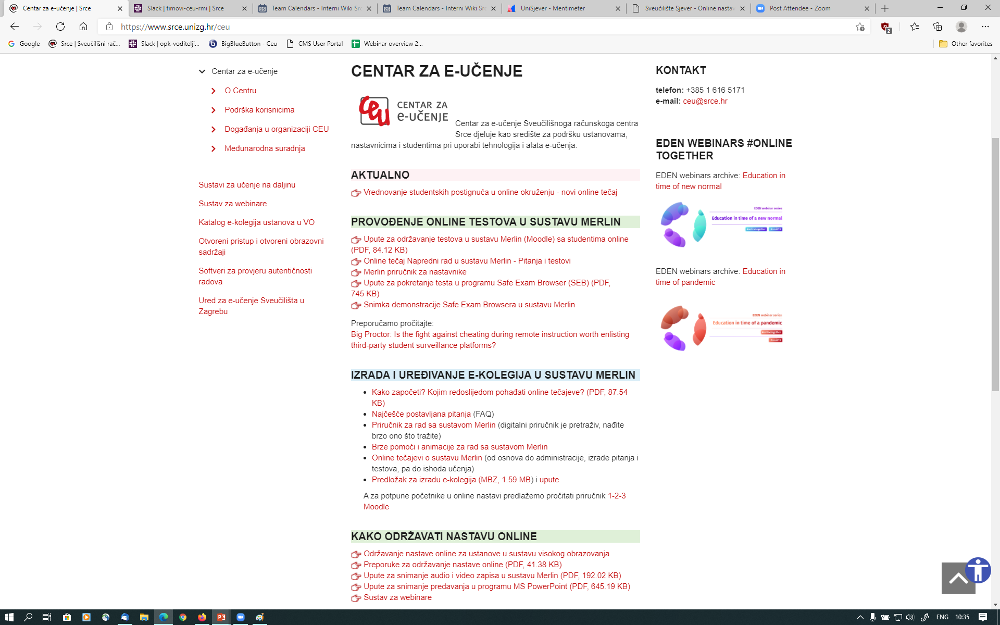 Centar za e-učenje | Srce
Slack | timovi-ceu-rmi | Srce
Team Calendars - Interni Wiki Src
Team Calendars - Interni Wiki Src
UniSjever - Mentimeter
Sveučilište Sjever - Online nastav
Post Attendee - Zoom
https://www.srce.unizg.hr/ceu
2
Google
Srce | Sveučilišni rač...
Slack | opk-voditelji...
BigBlueButton - Ceu
CMS User Portal
Webinar overview 2...
Other favorites
Centar za e-učenje
O Centru
Podrška korisnicima
Događanja u organizaciji CEU
Međunarodna suradnja
Sustavi za učenje na daljinu
Sustav za webinare
Katalog e-kolegija ustanova u VO
Otvoreni pristup i otvoreni obrazovni
sadržaji
Softveri za provjeru autentičnosti
radova
Ured za e-učenje Sveučilišta u
Zagrebu
CENTAR ZA E-UČENJE
ceu
CENTAR ZA
e-UČENJE
Centar za e-učenje Sveučilišnoga računskoga centra
Srce djeluje kao središte za podršku ustanovama,
nastavnicima i studentima pri uporabi tehnologija i alata e-učenja.
AKTUALNO
Vrednovanje studentskih postignuća u online okruženju - novi online tečaj
PROVOĐENJE ONLINE TESTOVA U SUSTAVU MERLIN
Upute za održavanje testova u sustavu Merlin (Moodle) sa studentima online
(PDF, 84.12 KB)
Online tečaj Napredni rad u sustavu Merlin - Pitanja i testovi
Merlin priručnik za nastavnike
Upute za pokretanje testa u programu Safe Exam Browser (SEB) (PDF,
745 KB)
Snimka demonstracije Safe Exam Browsera u sustavu Merlin
Preporučamo pročitajte:
Big Proctor: Is the fight against cheating during remote instruction worth enlisting
third-party student surveillance platforms?
IZRADA I UREĐIVANJE E-KOLEGIJA U SUSTAVU MERLIN
Kako započeti? Kojim redoslijedom pohađati online tečajeve? (PDF, 87.54
KB)
Najčešće postavljana pitanja (FAQ)
Priručnik za rad sa sustavom Merlin (digitalni priručnik je pretraživ, nađite
brzo ono što tražite)
Brze pomoći i animacije za rad sa sustavom Merlin
Online tečajevi o sustavu Merlin (od osnova do administracije, izrade pitanja i
testova, pa do ishoda učenja)
Predložak za izradu e-kolegija (MBZ, 1.59 MB) i upute
A za potpune početnike u online nastavi predlažemo pročitati priručnik 1-2-3
Moodle
KAKO ODRŽAVATI NASTAVU ONLINE
Održavanje nastave online za ustanove u sustavu visokog obrazovanja
Preporuke za održavanje nastave online (PDF, 41.38 KB)
Upute za snimanje audio i video zapisa u sustavu Merlin (PDF, 192.02 KB)
Upute za snimanje predavanja u programu MS PowerPoint (PDF, 645.19 KB)
Sustav za webinare
KONTAKT
telefon: +385 1 616 5171
e-mail: ceu@srce.hr
EDEN WEBINARS #ONLINE
TOGETHER
EDEN webinars archive: Education in
time of new normal
EDEN webinar series
Education in time of a new normal
#onlinetogether #covid19
EDEN webinars archive: Education in
time of pandemic
EDEN webinar series
Education in time of a pandemic
#onlinetogether
#covid19
ENG
10:35